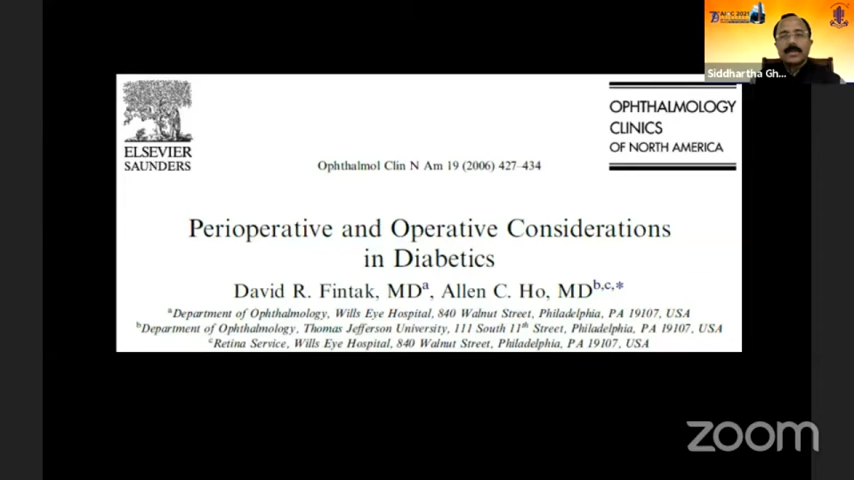 AIOC 2021
Siddhartha Gh...
ELSEVIER
SAUNDERS
OPHTHALMOLOGY
CLINICS
OF NORTH AMERICA
Ophthalmol Clin N Am 19 (2006) 427–434
Perioperative and Operative Considerations
in Diabetics
David R. Fintak, MDᵃ, Allen C. Ho, MDᵇ,ᶜ,*
ᵃDepartment of Ophthalmology, Wills Eye Hospital, 840 Walnut Street, Philadelphia, PA 19107, USA
ᵇDepartment of Ophthalmology, Thomas Jefferson University, 111 South 11ᵗʰ Street, Philadelphia, PA 19107, USA
ᶜRetina Service, Wills Eye Hospital, 840 Walnut Street, Philadelphia, PA 19107, USA
zoom